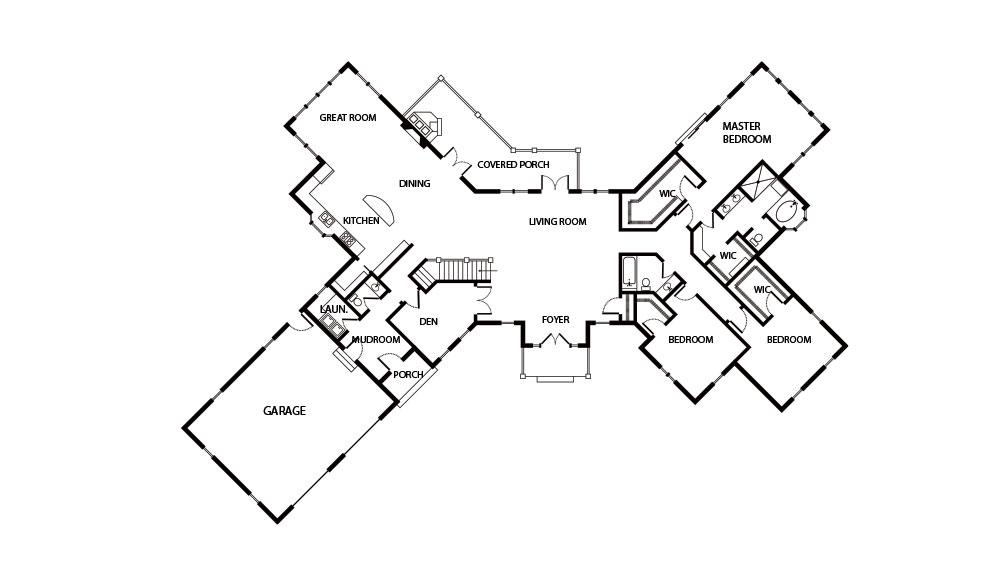 GREAT ROOM
MASTER
BEDROOM
COVERED PORCH
DINING
WIC
KITCHEN
LIVING ROOM
WIC
WIC
LAUN.
DEN
FOYER
MUDROOM
BEDROOM
BEDROOM
PORCH
GARAGE